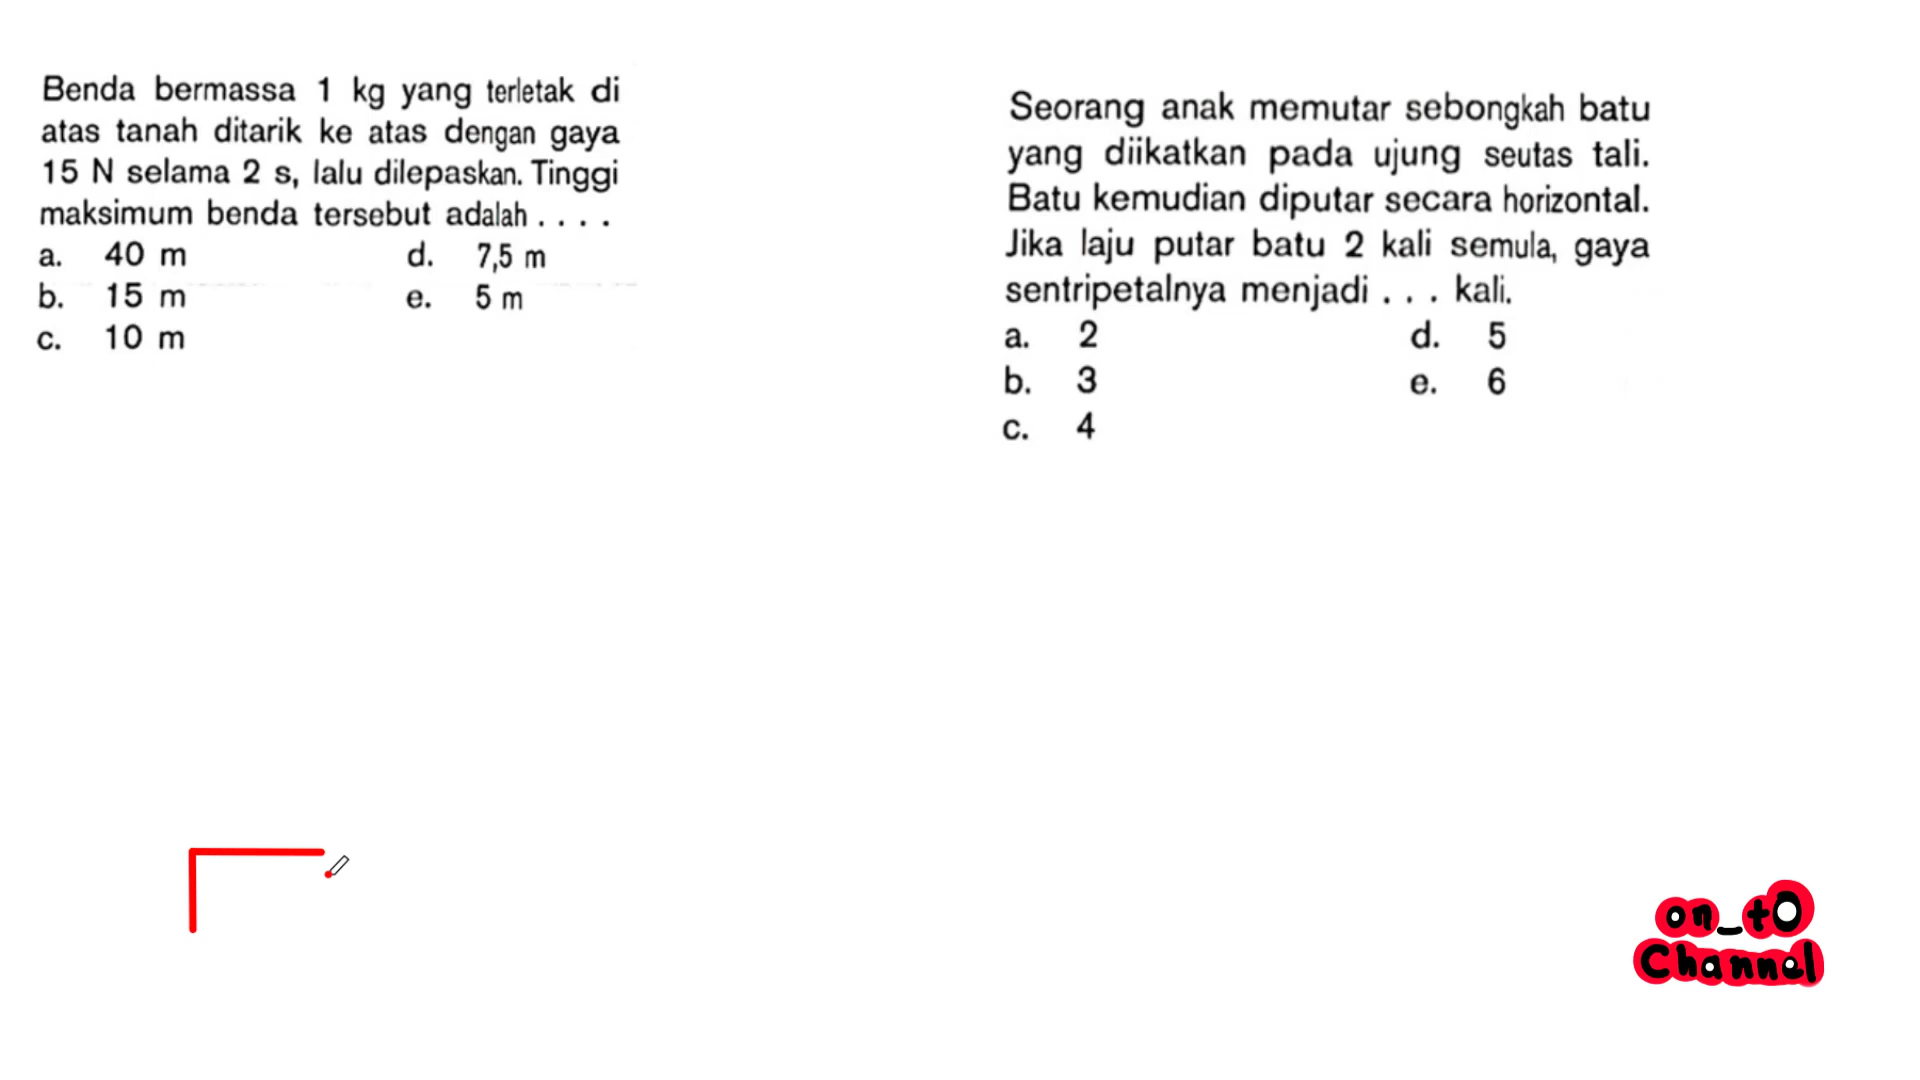 Benda bermassa 1 kg yang terletak di
atas tanah ditarik ke atas dengan gaya
15 N selama 2 s, lalu dilepaskan. Tinggi
maksimum benda tersebut adalah . . . .
a. 40 m d. 7,5 m
b. 15 m e. 5 m
c. 10 m
Seorang anak memutar sebongkah batu
yang diikatkan pada ujung seutas tali.
Batu kemudian diputar secara horizontal.
Jika laju putar batu 2 kali semula, gaya
sentripetalnya menjadi . . . kali.
a. 2 d. 5
b. 3 e. 6
c. 4
on_tO
Channel